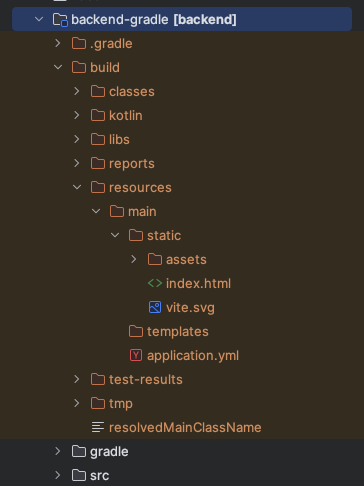 backend-gradle [backend]
.gradle
build
classes
kotlin
libs
reports
resources
main
static
assets
index.html
vite.svg
templates
application.yml
test-results
tmp
resolvedMainClassName
gradle
src